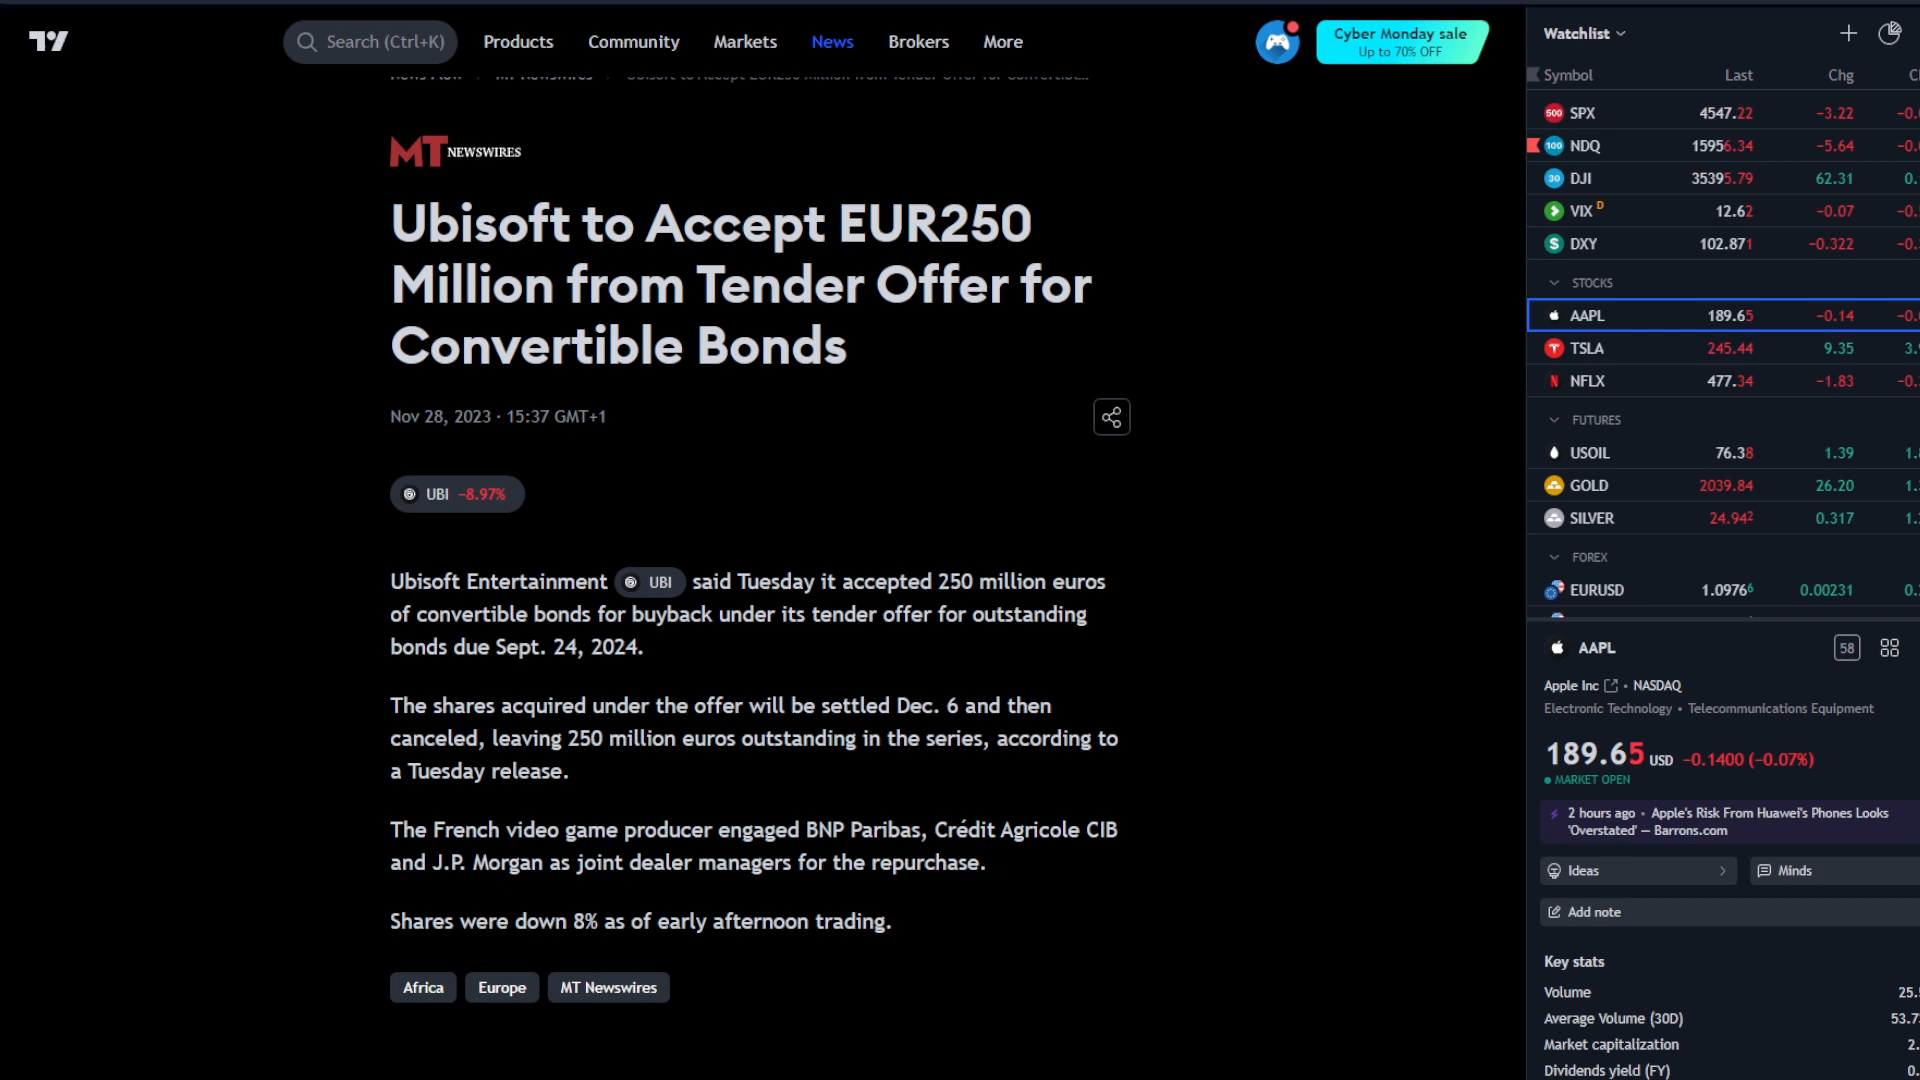 Search (Ctrl+K)
Products
Community
Markets
News
Brokers
More
Cyber Monday sale
Up to 70% OFF
MT NEWSWIRES
Ubisoft to Accept EUR250
Million from Tender Offer for
Convertible Bonds
Nov 28, 2023 · 15:37 GMT+1
UBI −8.97%
Ubisoft Entertainment UBI said Tuesday it accepted 250 million euros
of convertible bonds for buyback under its tender offer for outstanding
bonds due Sept. 24, 2024.
The shares acquired under the offer will be settled Dec. 6 and then
canceled, leaving 250 million euros outstanding in the series, according to
a Tuesday release.
The French video game producer engaged BNP Paribas, Crédit Agricole CIB
and J.P. Morgan as joint dealer managers for the repurchase.
Shares were down 8% as of early afternoon trading.
Africa
Europe
MT Newswires
Watchlist
Symbol Last Chg
500 SPX 4547.22 −3.22
100 NDQ 15956.34 −5.64
30 DJI 35395.79 62.31
VIX D 12.62 −0.07
DXY 102.871 −0.322
STOCKS
AAPL 189.65 −0.14
TSLA 245.44 9.35
NFLX 477.34 −1.83
FUTURES
USOIL 76.38 1.39
GOLD 2039.84 26.20
SILVER 24.942 0.317
FOREX
EURUSD 1.09766 0.00231
AAPL 58
Apple Inc • NASDAQ
Electronic Technology • Telecommunications Equipment
189.65 USD −0.1400 (−0.07%)
MARKET OPEN
2 hours ago • Apple's Risk From Huawei's Phones Looks
'Overstated' — Barrons.com
Ideas
Minds
Add note
Key stats
Volume
Average Volume (30D)
Market capitalization
Dividends yield (FY)